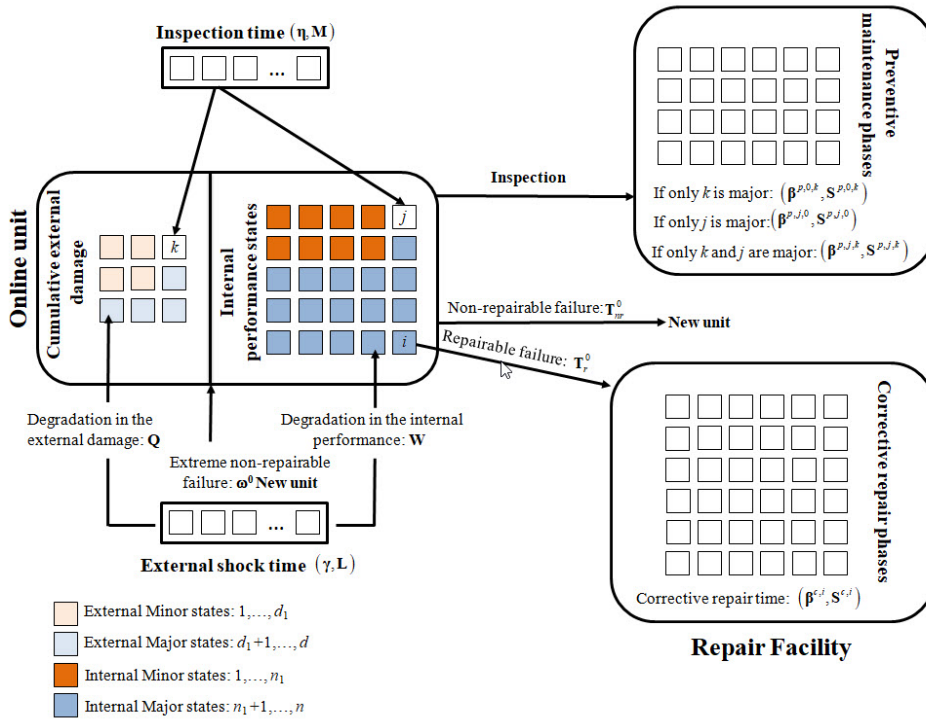 Inspection time (η, M)
...
Online unit
Cumulative external
damage
k
Internal
performance states
j
i
Inspection
Preventive
maintenance phases
If only k is major: (β^{p,0,k}, S^{p,0,k})
If only j is major:(β^{p,j,0}, S^{p,j,0})
If only k and j are major: (β^{p,j,k}, S^{p,j,k})
Non-repairable failure: T^0_{nr}
New unit
Repairable failure: T^0_r
Degradation in the
external damage: Q
Extreme non-repairable
failure: ω^0 New unit
Degradation in the internal
performance: W
...
External shock time (γ, L)
Corrective repair phases
Corrective repair time: (β^{c,i}, S^{c,i})
Repair Facility
External Minor states: 1,...,d_1
External Major states: d_1+1,...,d
Internal Minor states: 1,...,n_1
Internal Major states: n_1+1,...,n